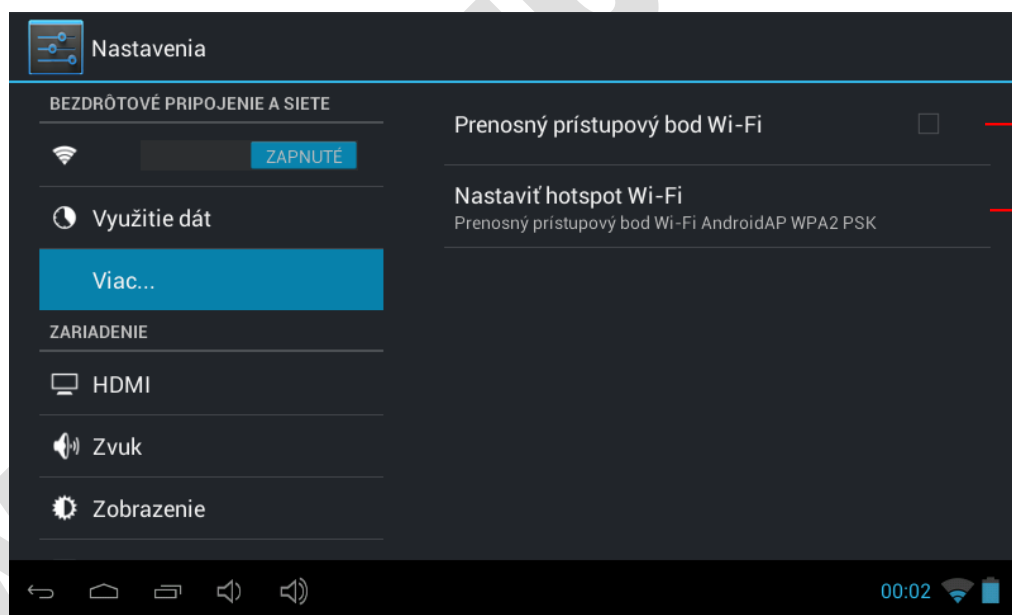 Nastavenia
BEZDRÔTOVÉ PRIPOJENIE A SIETE
ZAPNUTÉ
Využitie dát
Viac...
ZARIADENIE
HDMI
Zvuk
Zobrazenie
Prenosný prístupový bod Wi-Fi
Nastaviť hotspot Wi-Fi
Prenosný prístupový bod Wi-Fi AndroidAP WPA2 PSK
00:02